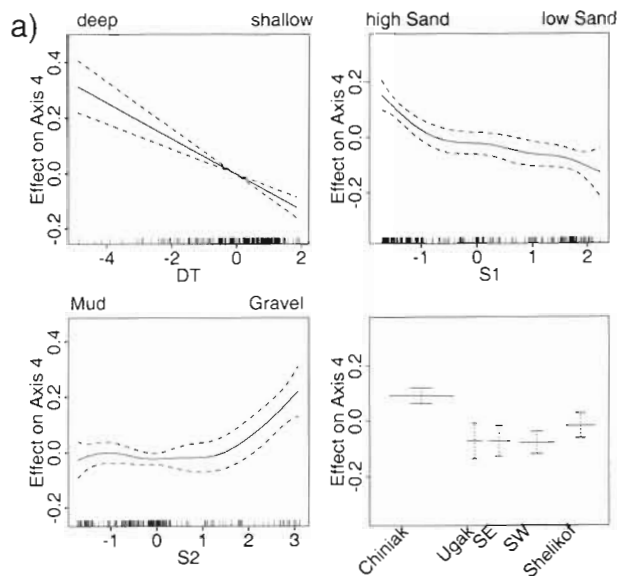 a)
deep shallow
Effect on Axis 4
0.4
0.2
0.0
-0.2
-4 -2 0
DT
high Sand low Sand
Effect on Axis 4
0.2
0.0
-0.2
-1 0 1 2
S1
Mud Gravel
Effect on Axis 4
0.4
0.2
0.0
-0.2
-1 0 1 2 3
S2
Effect on Axis 4
0.2
0.0
-0.2
Chiniak
Ugak
SE
SW
Shelikof